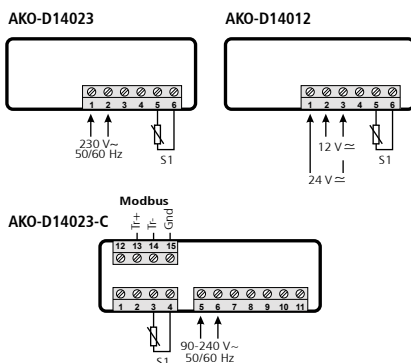 AKO-D14023
AKO-D14012
1 2 3 4 5 6
230 V~
50/60 Hz
S1
1 2 3 4 5 6
12 V ≂
24 V ≂
S1
Modbus
AKO-D14023-C
Tr+ Tr- Gnd
12 13 14 15
1 2 3 4
5 6 7 8 9 10 11
S1
90-240 V~
50/60 Hz